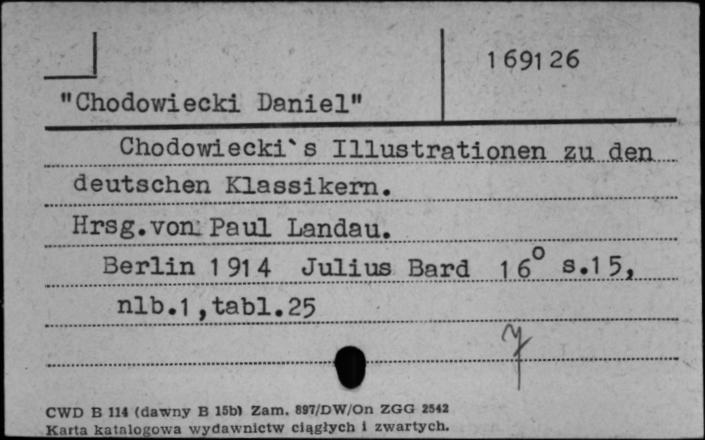 169126
"Chodowiecki Daniel"
Chodowiecki`s Illustrationen zu den
deutschen Klassikern.
Hrsg.von Paul Landau.
Berlin 1914 Julius Bard 16° s.15,
nlb.1,tabl.25
CWD B 114 (dawny B 15b) Zam. 897/DW/On ZGG 2542
Karta katalogowa wydawnictw ciągłych i zwartych.